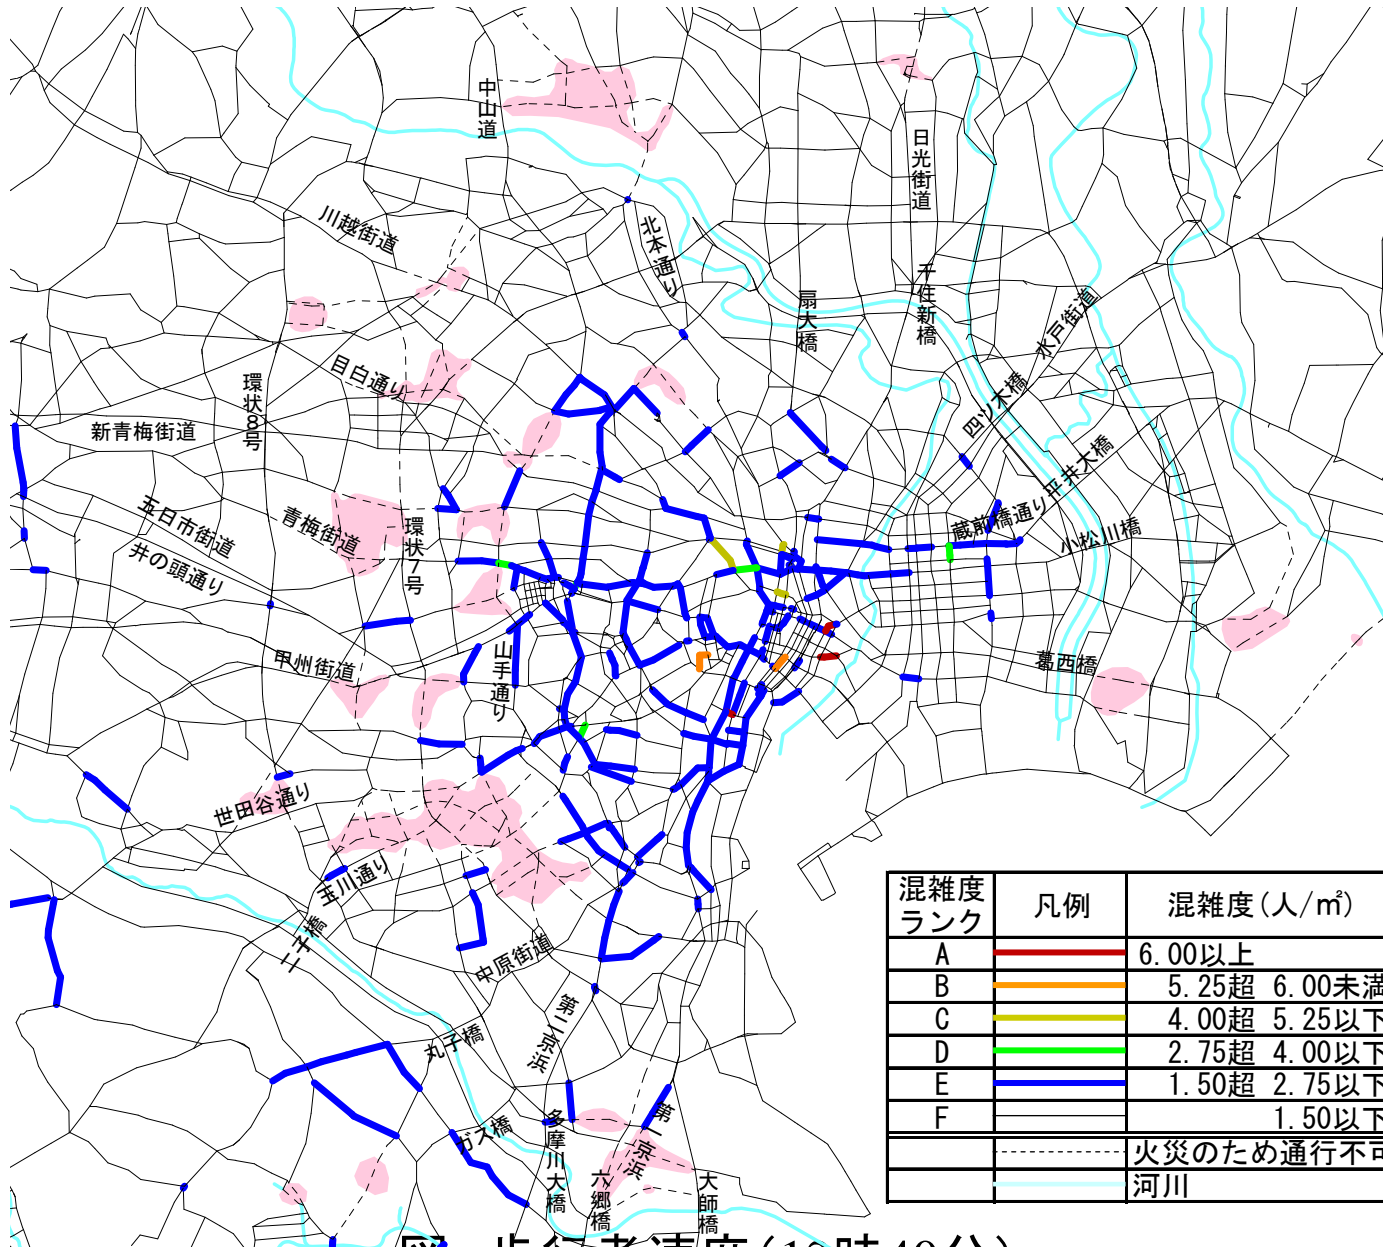 中山道
日光街道
川越街道
北本通り
千住新橋
扇大橋
水戸街道
目白通り
環状8号
四ツ木橋
新青梅街道
平井大橋
五日市街道
青梅街道
環状7号
蔵前橋通り
小松川橋
井の頭通り
甲州街道
山手通り
葛西橋
世田谷通り
玉川通り
二子橋
中原街道
第二京浜
丸子橋
ガス橋
多摩川大橋
第一京浜
六郷橋
大師橋
混雑度ランク 凡例 混雑度(人/㎡)
A 6.00以上
B 5.25超 6.00未満
C 4.00超 5.25以下
D 2.75超 4.00以下
E 1.50超 2.75以下
F 1.50以下
火災のため通行不可
河川